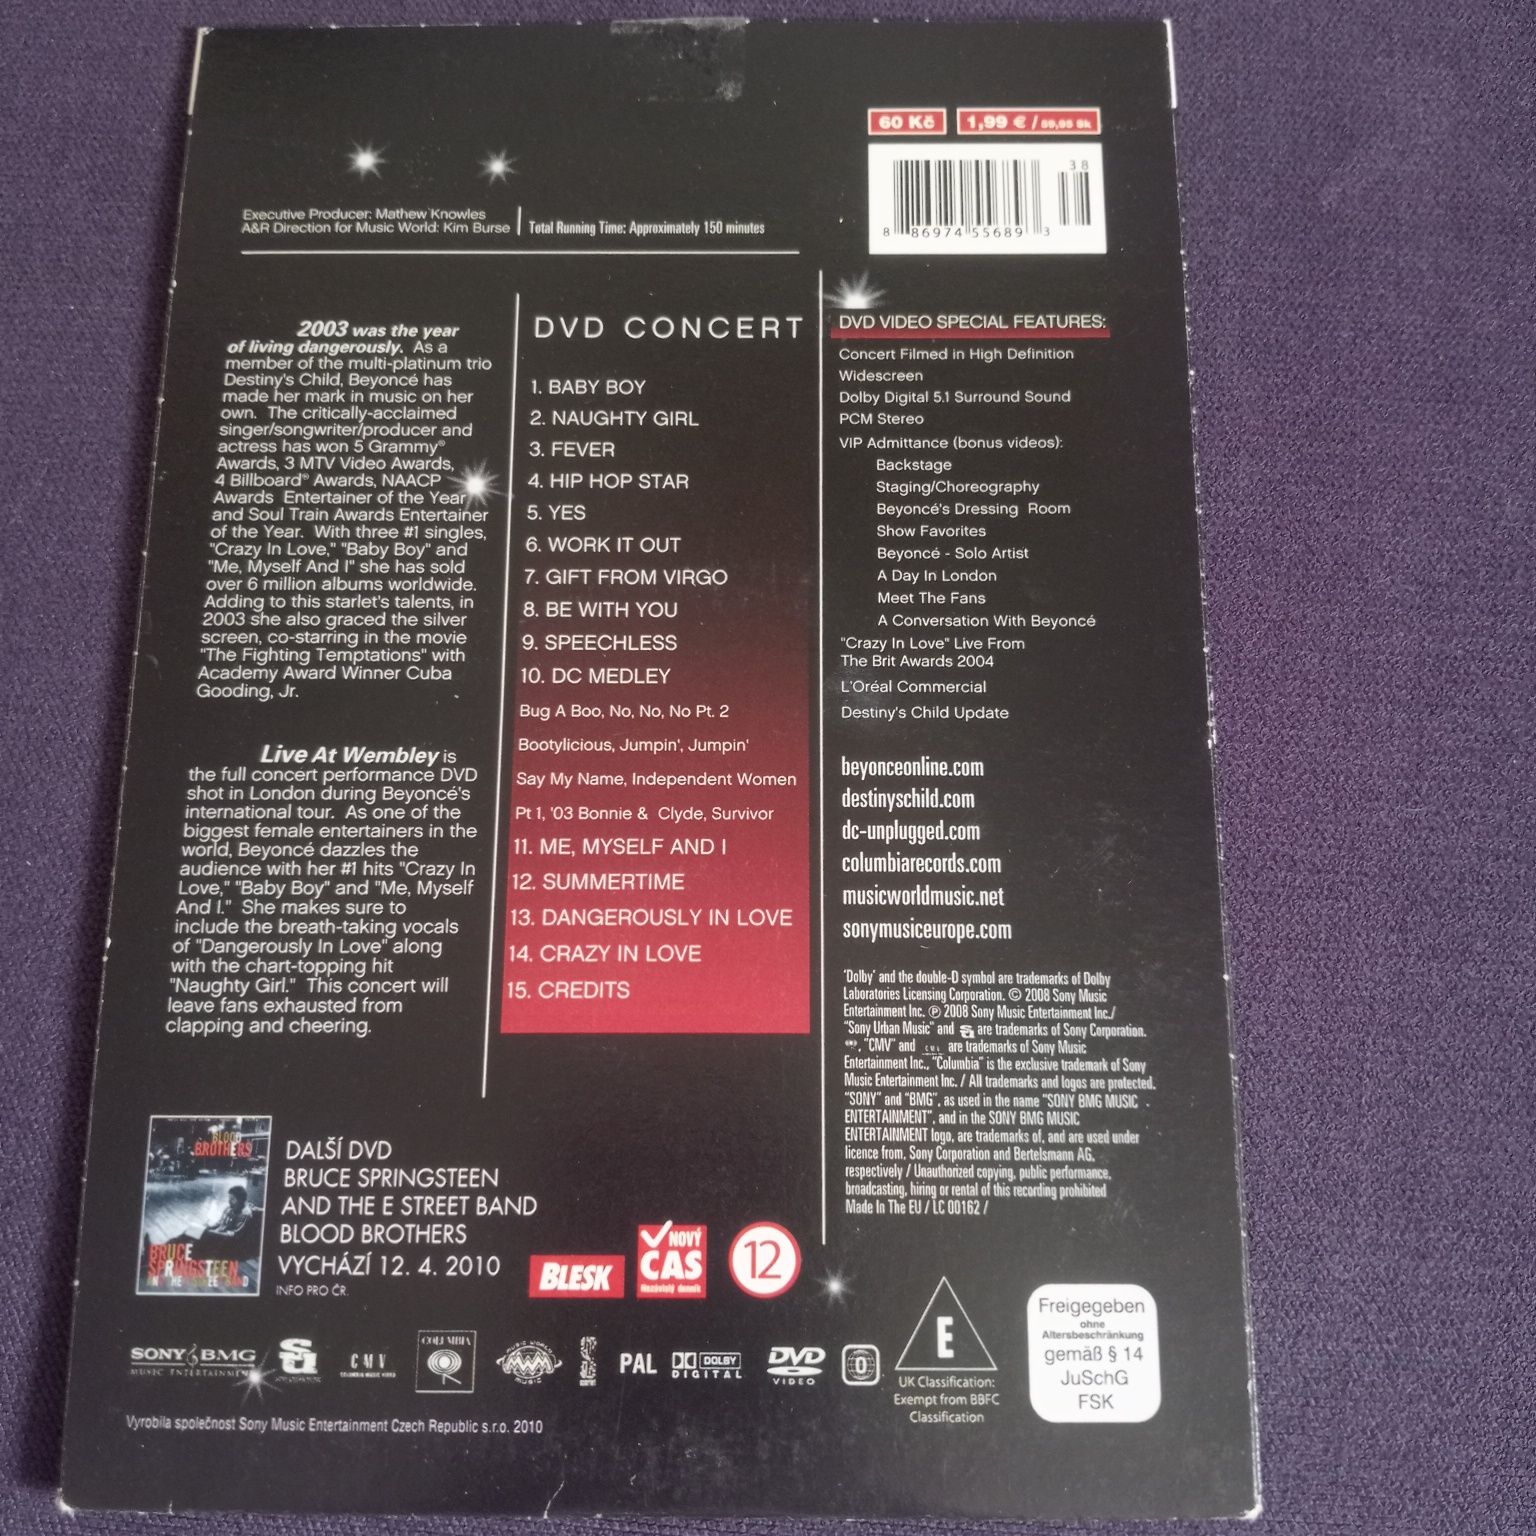 60 Kč
1,99 € / 59,95 Sk
38
8 86974 55689 3
Executive Producer: Mathew Knowles
A&R Direction for Music World: Kim Burse
Total Running Time: Approximately 150 minutes
2003 was the year
of living dangerously. As a
member of the multi-platinum trio
Destiny's Child, Beyoncé has
made her mark in music on her
own. The critically-acclaimed
singer/songwriter/producer and
actress has won 5 Grammy®
Awards, 3 MTV Video Awards,
4 Billboard® Awards, NAACP
Awards Entertainer of the Year
and Soul Train Awards Entertainer
of the Year. With three #1 singles,
"Crazy In Love," "Baby Boy" and
"Me, Myself And I" she has sold
over 6 million albums worldwide.
Adding to this starlet's talents, in
2003 she also graced the silver
screen, co-starring in the movie
"The Fighting Temptations" with
Academy Award Winner Cuba
Gooding, Jr.
Live At Wembley is
the full concert performance DVD
shot in London during Beyoncé's
international tour. As one of the
biggest female entertainers in the
world, Beyoncé dazzles the
audience with her #1 hits "Crazy In
Love," "Baby Boy" and "Me, Myself
And I." She makes sure to
include the breath-taking vocals
of "Dangerously In Love" along
with the chart-topping hit
"Naughty Girl." This concert will
leave fans exhausted from
clapping and cheering.
DVD CONCERT
1. BABY BOY
2. NAUGHTY GIRL
3. FEVER
4. HIP HOP STAR
5. YES
6. WORK IT OUT
7. GIFT FROM VIRGO
8. BE WITH YOU
9. SPEECHLESS
10. DC MEDLEY
Bug A Boo, No, No, No Pt. 2
Bootylicious, Jumpin', Jumpin'
Say My Name, Independent Women
Pt 1, '03 Bonnie & Clyde, Survivor
11. ME, MYSELF AND I
12. SUMMERTIME
13. DANGEROUSLY IN LOVE
14. CRAZY IN LOVE
15. CREDITS
DVD VIDEO SPECIAL FEATURES:
Concert Filmed in High Definition
Widescreen
Dolby Digital 5.1 Surround Sound
PCM Stereo
VIP Admittance (bonus videos):
Backstage
Staging/Choreography
Beyoncé's Dressing Room
Show Favorites
Beyoncé - Solo Artist
A Day In London
Meet The Fans
A Conversation With Beyoncé
"Crazy In Love" Live From
The Brit Awards 2004
L'Oréal Commercial
Destiny's Child Update
beyonceonline.com
destinyschild.com
dc-unplugged.com
columbiarecords.com
musicworldmusic.net
sonymusiceurope.com
'Dolby' and the double-D symbol are trademarks of Dolby
Laboratories Licensing Corporation. © 2008 Sony Music
Entertainment Inc. ℗ 2008 Sony Music Entertainment Inc./
"Sony Urban Music" and are trademarks of Sony Corporation.
, "CMV" and are trademarks of Sony Music
Entertainment Inc., "Columbia" is the exclusive trademark of Sony
Music Entertainment Inc. / All trademarks and logos are protected.
"SONY" and "BMG", as used in the name "SONY BMG MUSIC
ENTERTAINMENT", and in the SONY BMG MUSIC
ENTERTAINMENT logo, are trademarks of, and are used under
licence from, Sony Corporation and Bertelsmann AG,
respectively / Unauthorized copying, public performance,
broadcasting, hiring or rental of this recording prohibited
Made In The EU / LC 00162 /
BLOOD
BROTHERS
BRUCE
SPRINGSTEEN
DALŠÍ DVD
BRUCE SPRINGSTEEN
AND THE E STREET BAND
BLOOD BROTHERS
VYCHÁZÍ 12. 4. 2010
INFO PRO ČR.
BLESK
NOVÝ
ČAS
Nezávislý denník
12
SONY BMG
MUSIC ENTERTAINMENT
CMV
COLUMBIA MUSIC VIDEO
COLUMBIA
MUSIC WORLD
MUSIC
PAL
DOLBY
DIGITAL
DVD
VIDEO
0
E
UK Classification:
Exempt from BBFC
Classification
Freigegeben
ohne
Altersbeschränkung
gemäß § 14
JuSchG
FSK
Vyrobila společnost Sony Music Entertainment Czech Republic s.r.o. 2010